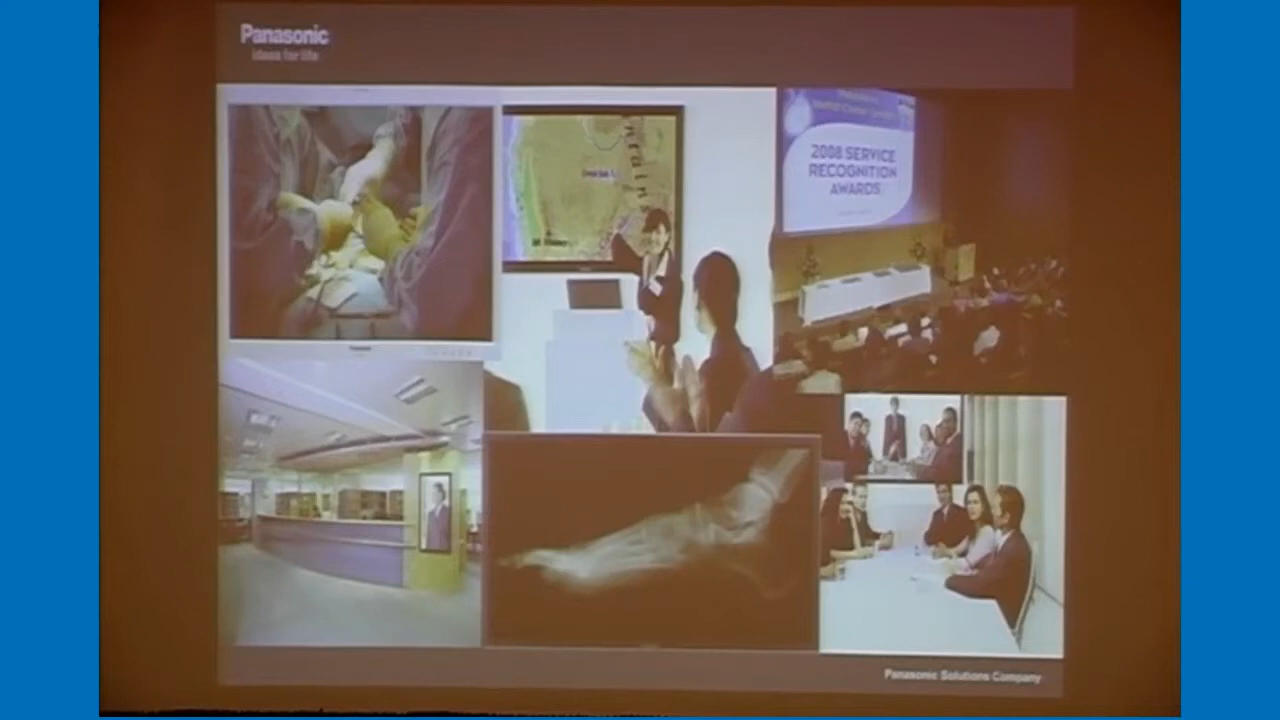 Panasonic
ideas for life
2008 SERVICE
RECOGNITION
AWARDS
Panasonic Solutions Company